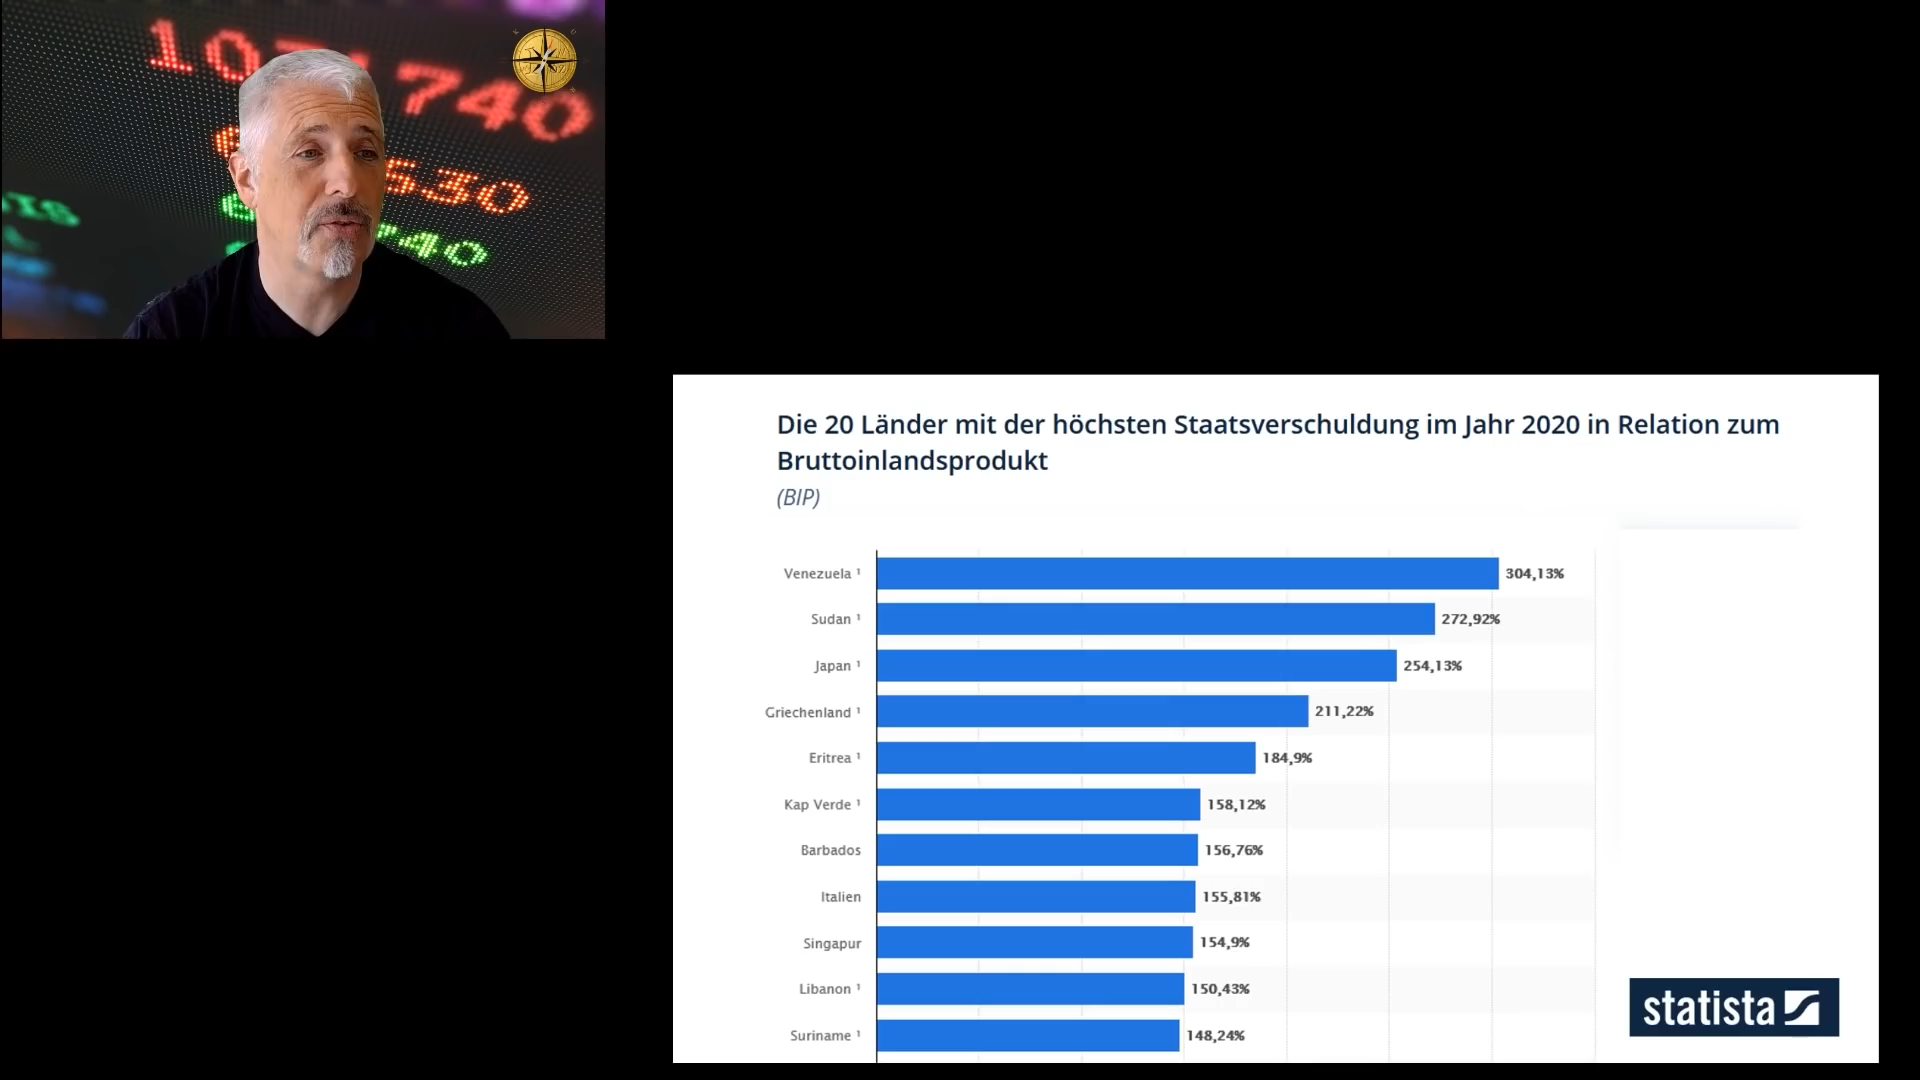 Die 20 Länder mit der höchsten Staatsverschuldung im Jahr 2020 in Relation zum
Bruttoinlandsprodukt
(BIP)
Venezuela ¹ 304,13%
Sudan ¹ 272,92%
Japan ¹ 254,13%
Griechenland ¹ 211,22%
Eritrea ¹ 184,9%
Kap Verde ¹ 158,12%
Barbados 156,76%
Italien 155,81%
Singapur 154,9%
Libanon ¹ 150,43%
Suriname ¹ 148,24%
statista